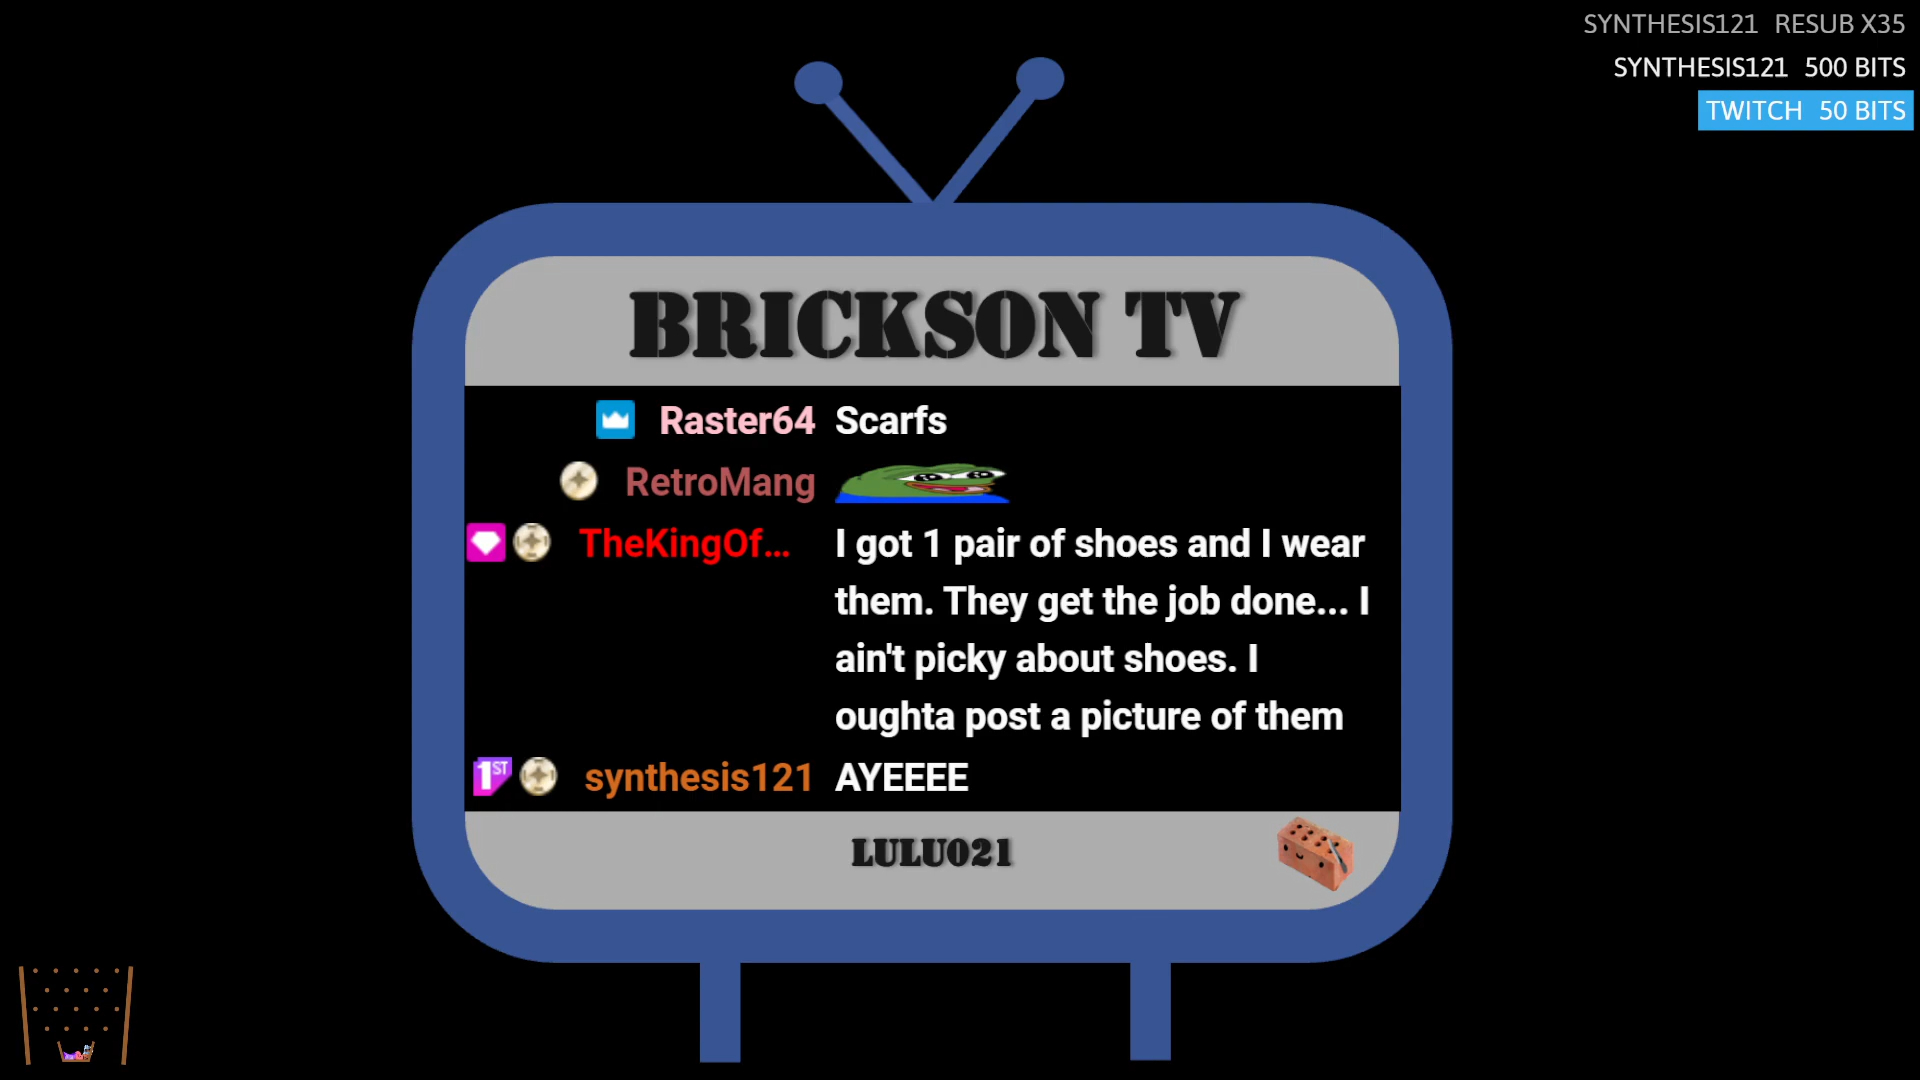 SYNTHESIS121 RESUB X35
SYNTHESIS121 500 BITS
TWITCH 50 BITS
BRICKSON TV
Raster64 Scarfs
RetroMang
TheKingOf... I got 1 pair of shoes and I wear
them. They get the job done... I
ain't picky about shoes. I
oughta post a picture of them
1ST synthesis121 AYEEEE
LULU021